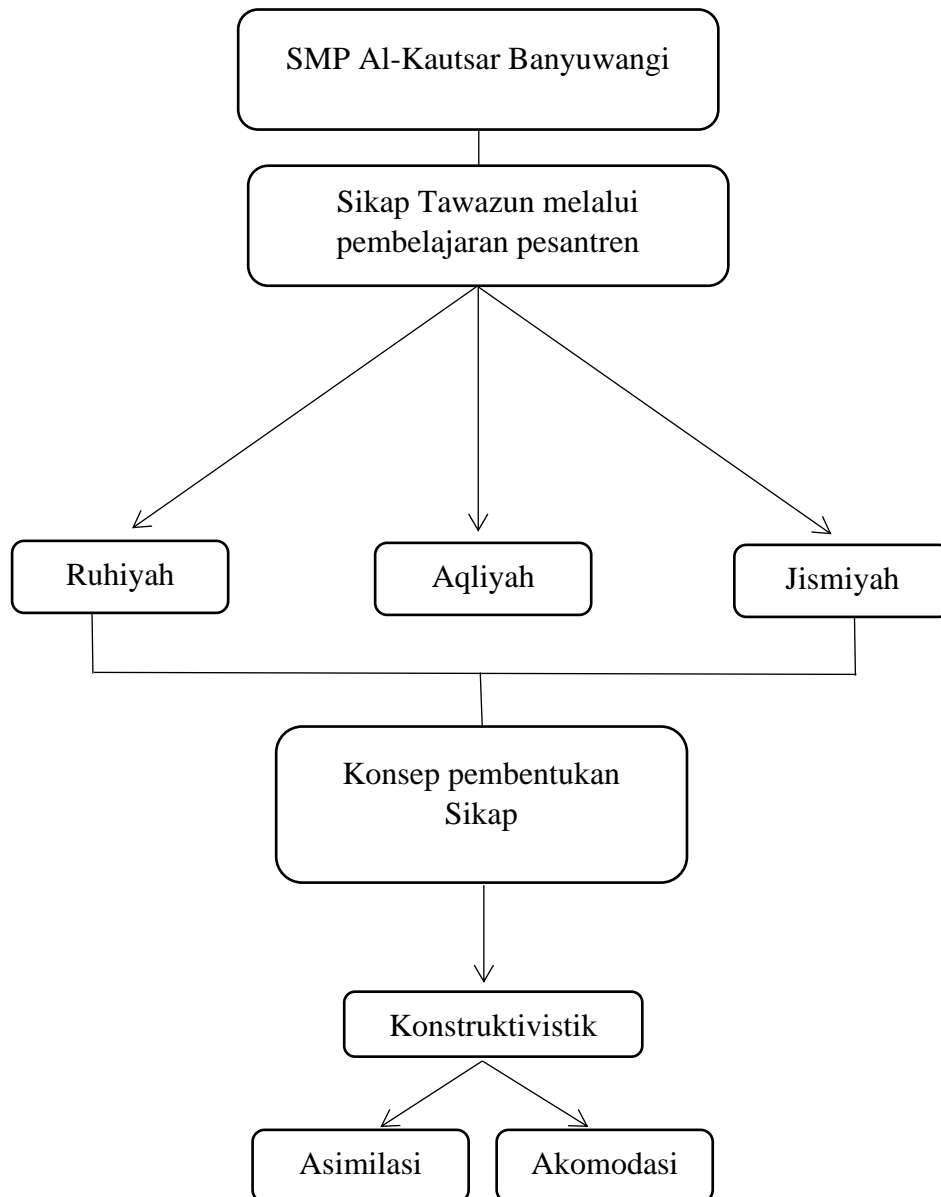 SMP Al-Kautsar Banyuwangi
Sikap Tawazun melalui
pembelajaran pesantren
Ruhiyah
Aqliyah
Jismiyah
Konsep pembentukan
Sikap
Konstruktivistik
Asimilasi
Akomodasi